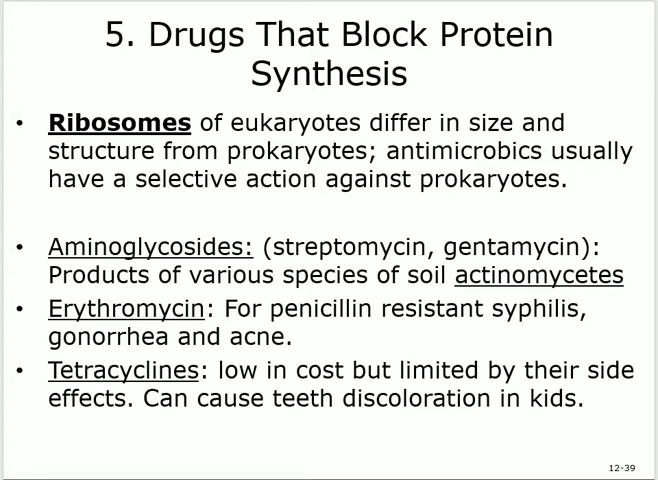 5. Drugs That Block Protein
Synthesis
• Ribosomes of eukaryotes differ in size and
structure from prokaryotes; antimicrobics usually
have a selective action against prokaryotes.
• Aminoglycosides: (streptomycin, gentamycin):
Products of various species of soil actinomycetes
• Erythromycin: For penicillin resistant syphilis,
gonorrhea and acne.
• Tetracyclines: low in cost but limited by their side
effects. Can cause teeth discoloration in kids.
12-39